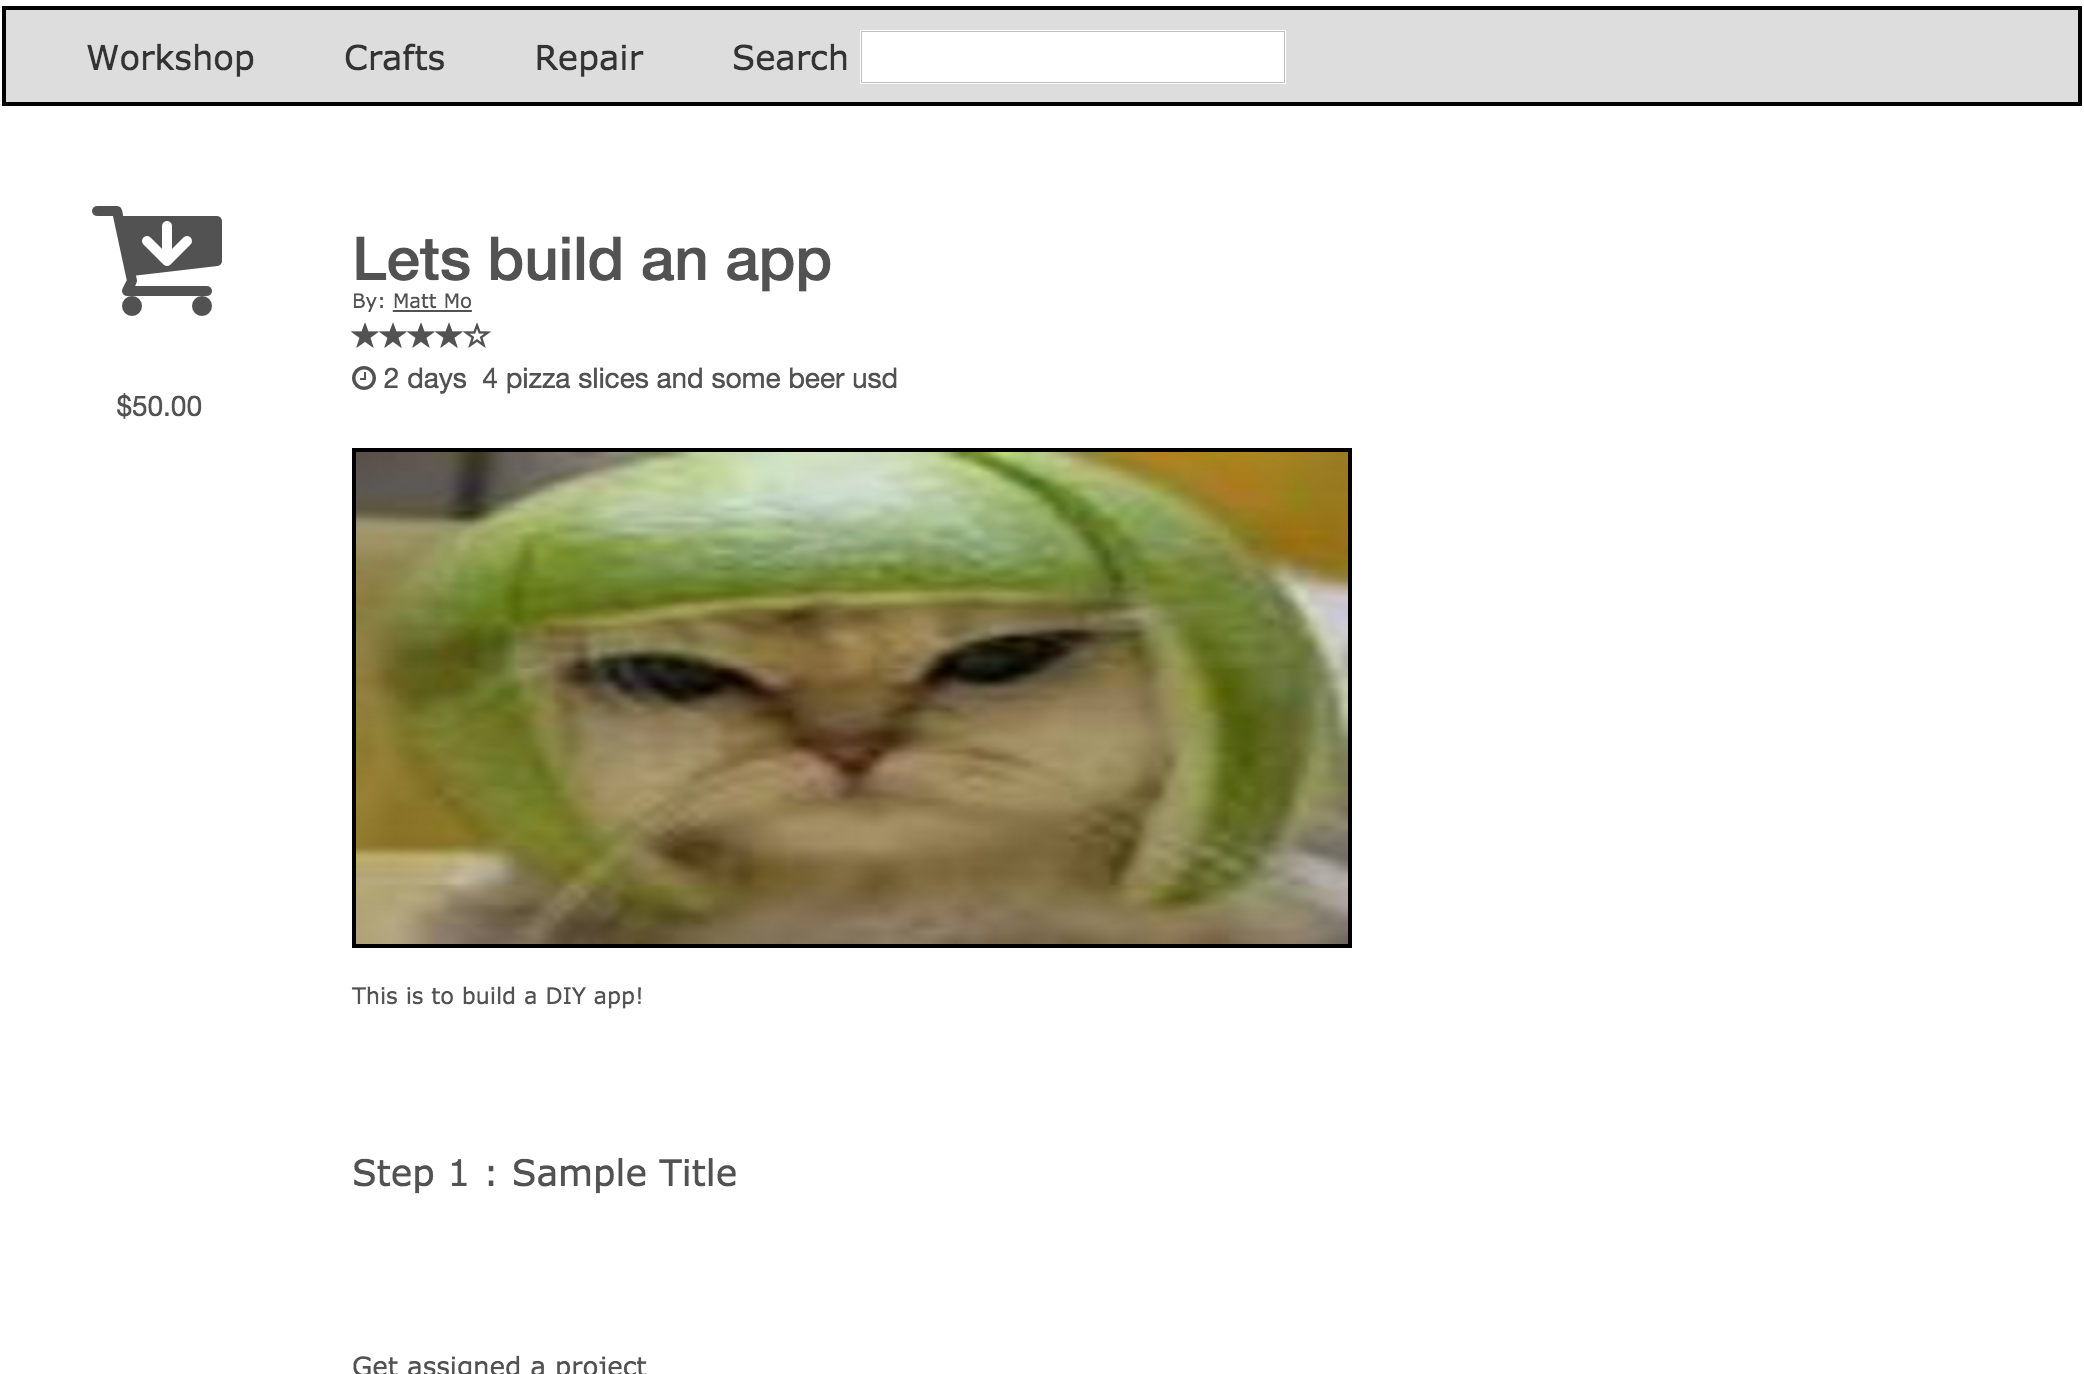 Workshop Crafts Repair Search
Lets build an app
By: Matt Mo
★★★★☆
2 days 4 pizza slices and some beer usd
$50.00
This is to build a DIY app!
Step 1 : Sample Title
Get assigned a project